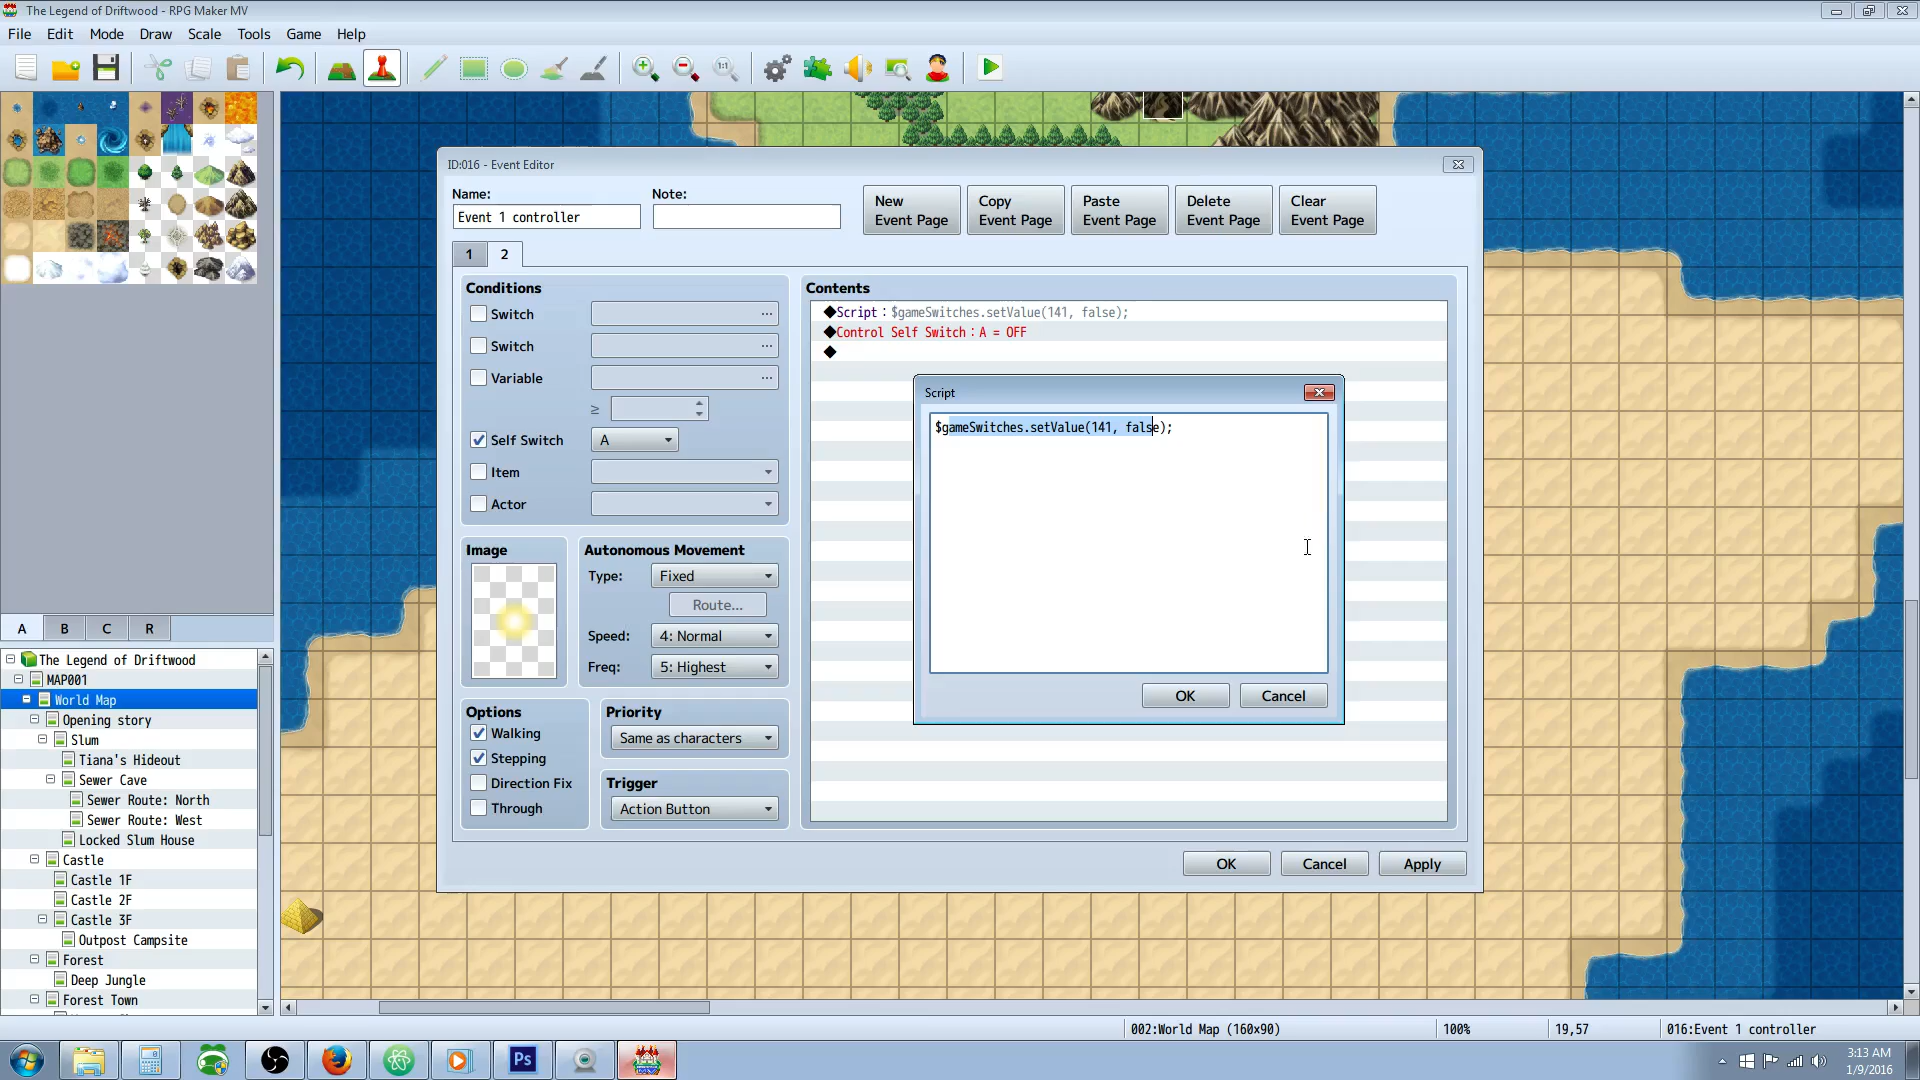 The Legend of Driftwood - RPG Maker MV
File Edit Mode Draw Scale Tools Game Help
1:1
ID:016 - Event Editor
Name: Note:
Event 1 controller
New Event Page
Copy Event Page
Paste Event Page
Delete Event Page
Clear Event Page
1 2
Conditions
Switch ...
Switch ...
Variable ...
≥
Self Switch A
Item
Actor
Image
Autonomous Movement
Type: Fixed
Route...
Speed: 4: Normal
Freq: 5: Highest
Options
Walking
Stepping
Direction Fix
Through
Priority
Same as characters
Trigger
Action Button
Contents
◆Script：$gameSwitches.setValue(141, false);
◆Control Self Switch：A = OFF
◆
Script
$gameSwitches.setValue(141, false);
OK Cancel
OK Cancel Apply
A B C R
The Legend of Driftwood
MAP001
World Map
Opening story
Slum
Tiana's Hideout
Sewer Cave
Sewer Route: North
Sewer Route: West
Locked Slum House
Castle
Castle 1F
Castle 2F
Castle 3F
Outpost Campsite
Forest
Deep Jungle
Forest Town
002:World Map (160x90) 100% 19,57 016:Event 1 controller
Ps
3:13 AM
1/9/2016